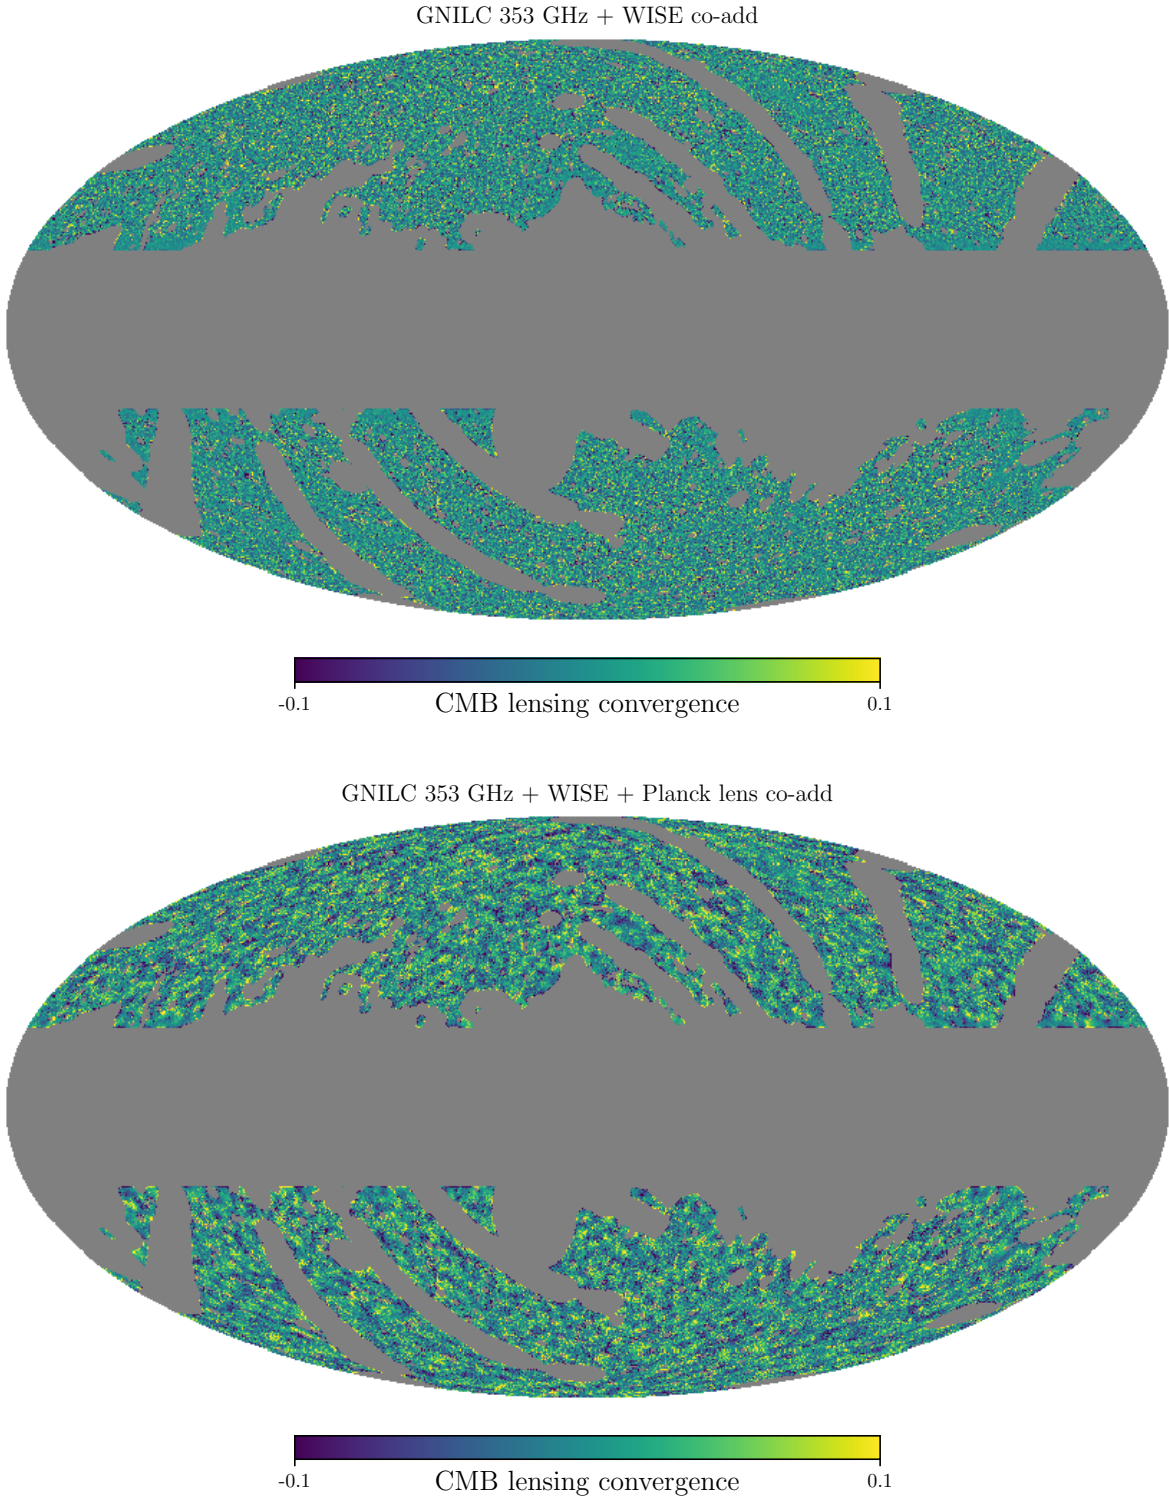 GNILC 353 GHz + WISE co-add
-0.1
CMB lensing convergence
0.1
GNILC 353 GHz + WISE + Planck lens co-add
-0.1
CMB lensing convergence
0.1